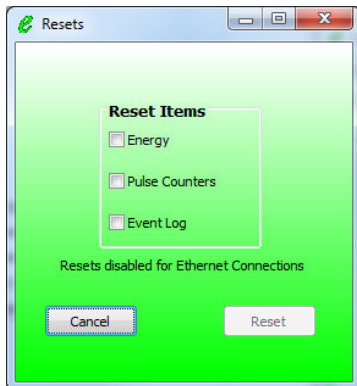 Resets
Reset Items
Energy
Pulse Counters
Event Log
Resets disabled for Ethernet Connections
Cancel
Reset